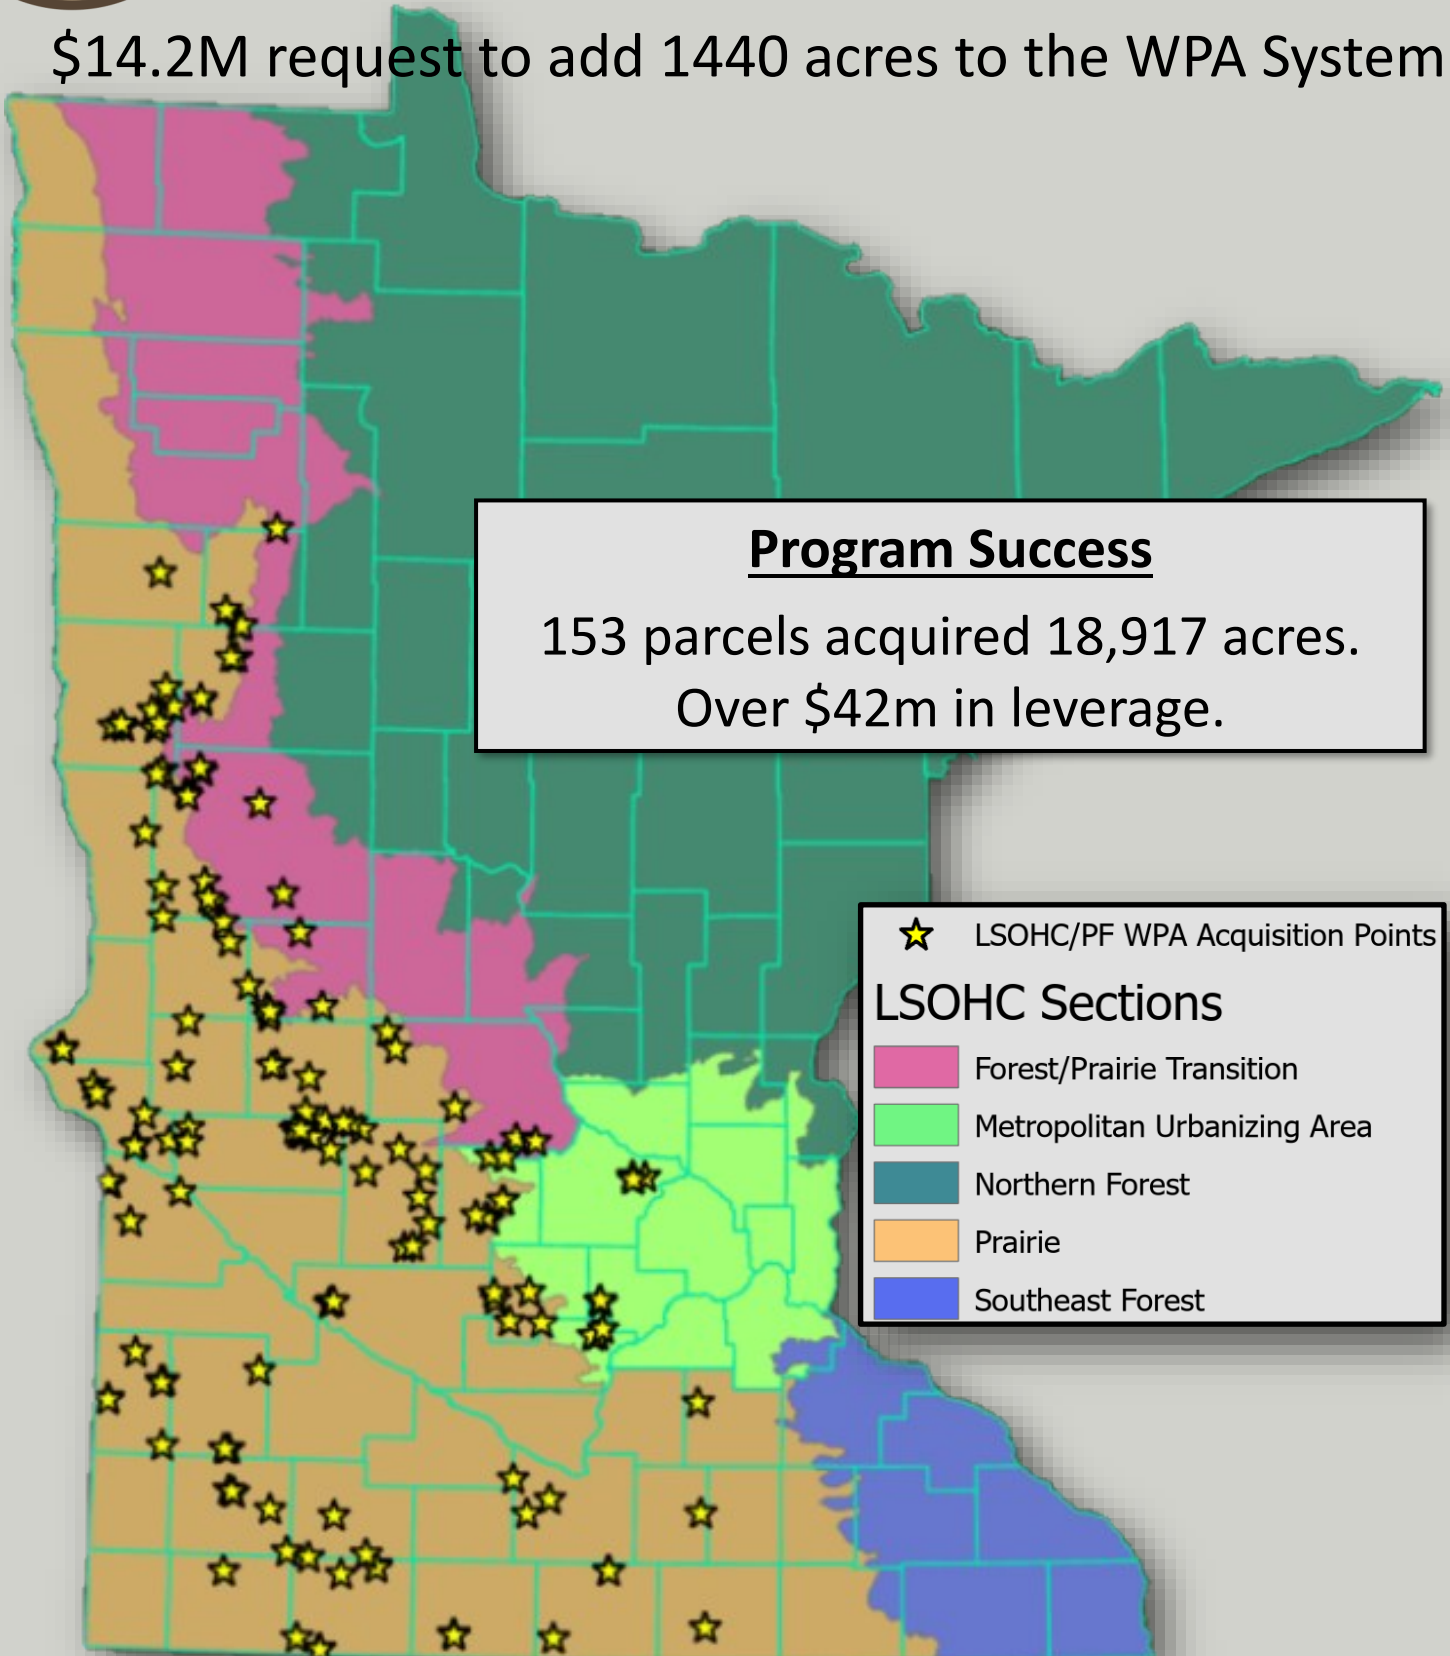 $14.2M request to add 1440 acres to the WPA System
Program Success
153 parcels acquired 18,917 acres.
Over $42m in leverage.
LSOHC/PF WPA Acquisition Points
LSOHC Sections
Forest/Prairie Transition
Metropolitan Urbanizing Area
Northern Forest
Prairie
Southeast Forest